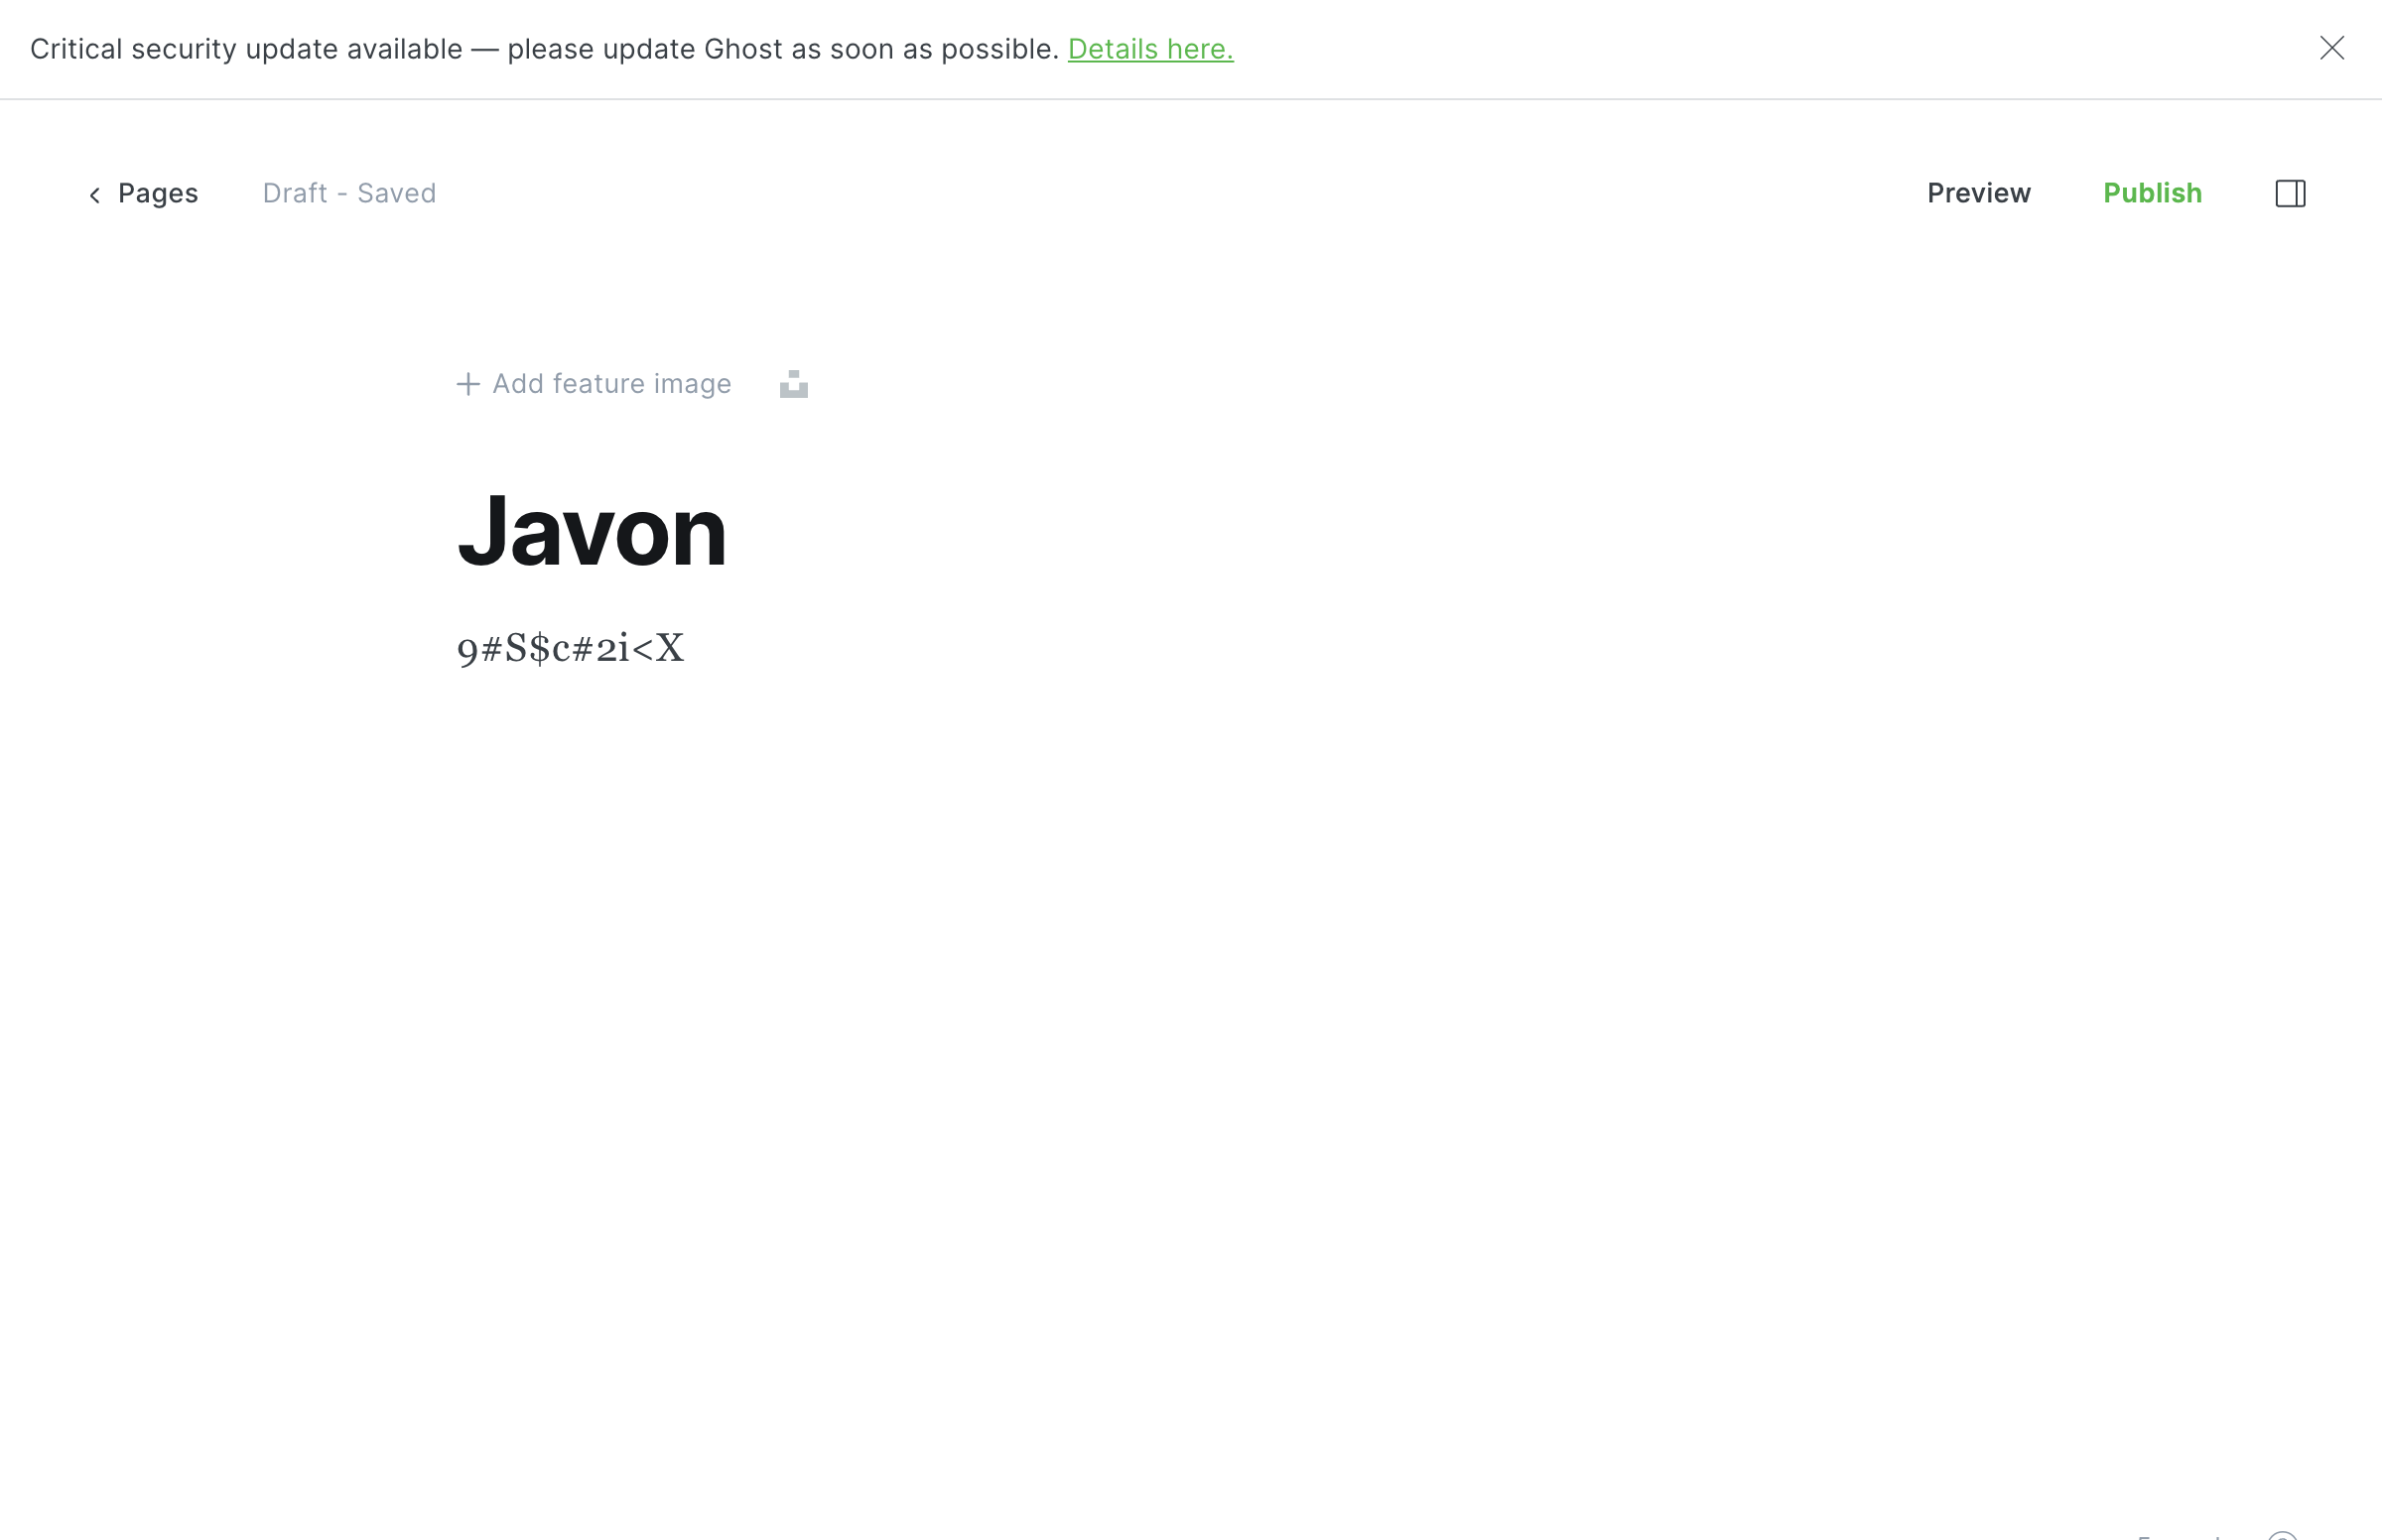 Critical security update available — please update Ghost as soon as possible. Details here.
Pages Draft - Saved Preview Publish
Add feature image
Javon
9#S$c#2i<X